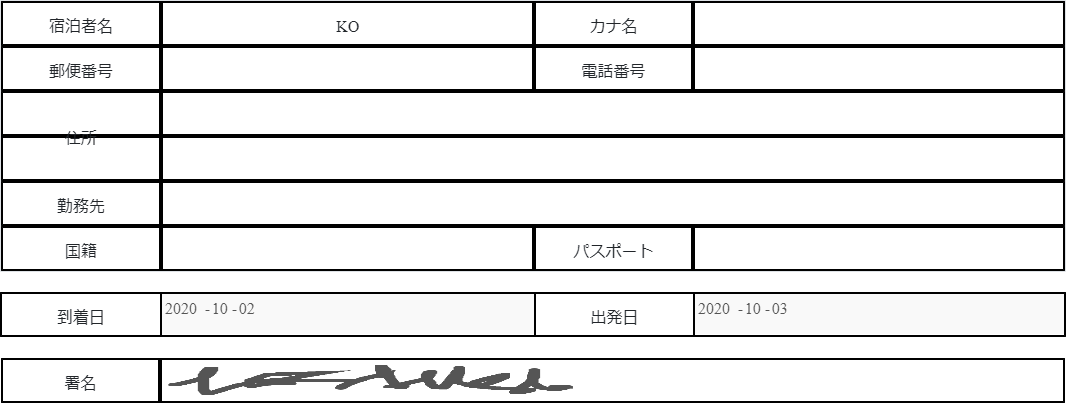 宿泊者名 KO カナ名
郵便番号 電話番号
住所
勤務先
国籍 パスポート
到着日 2020 -10 -02 出発日 2020 -10 -03
署名